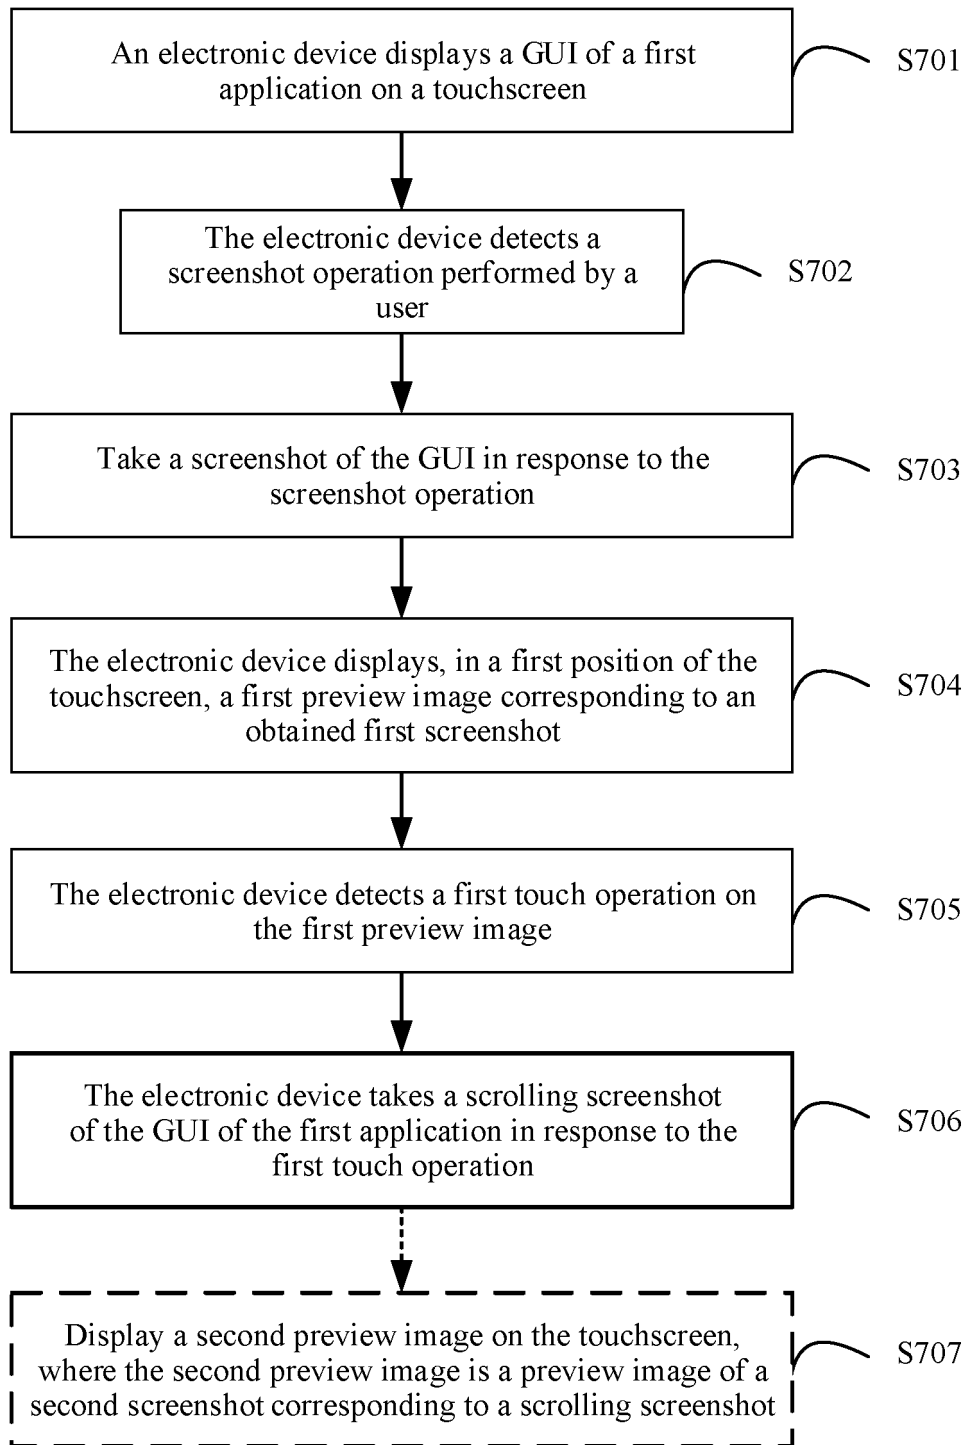 An electronic device displays a GUI of a first
application on a touchscreen
S701
The electronic device detects a
screenshot operation performed by a
user
S702
Take a screenshot of the GUI in response to the
screenshot operation
S703
The electronic device displays, in a first position of the
touchscreen, a first preview image corresponding to an
obtained first screenshot
S704
The electronic device detects a first touch operation on
the first preview image
S705
The electronic device takes a scrolling screenshot
of the GUI of the first application in response to the
first touch operation
S706
Display a second preview image on the touchscreen,
where the second preview image is a preview image of a
second screenshot corresponding to a scrolling screenshot
S707